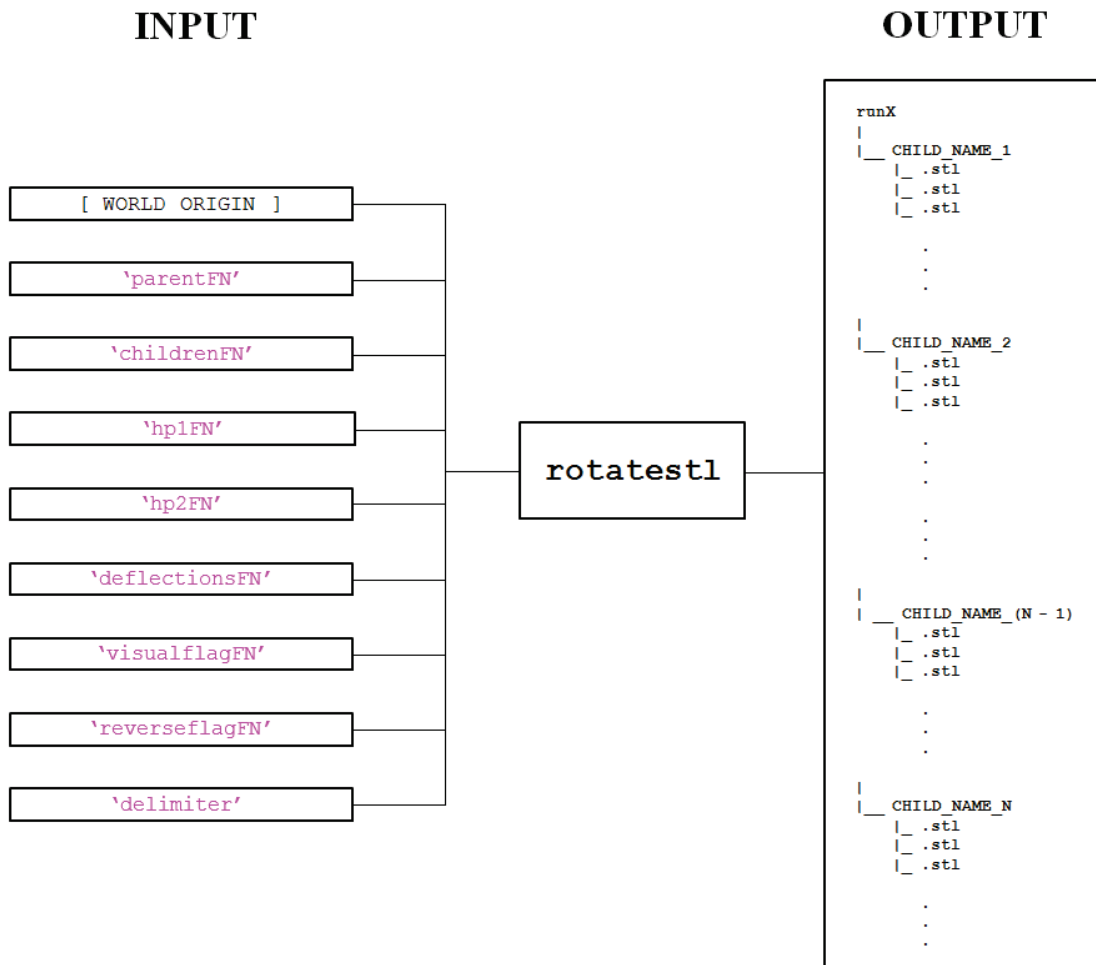 INPUT
[ WORLD ORIGIN ]
‘parentFN’
‘childrenFN’
‘hp1FN’
‘hp2FN’
‘deflectionsFN’
‘visualflagFN’
‘reverseflagFN’
‘delimiter’
rotatestl
OUTPUT
runX
|
|__ CHILD_NAME_1
|_ .stl
|_ .stl
|_ .stl
.
.
.
|
|__ CHILD_NAME_2
|_ .stl
|_ .stl
|_ .stl
.
.
.
.
.
.
|
| __ CHILD_NAME_(N - 1)
|_ .stl
|_ .stl
|_ .stl
.
.
.
|
|__ CHILD_NAME_N
|_ .stl
|_ .stl
|_ .stl
.
.
.